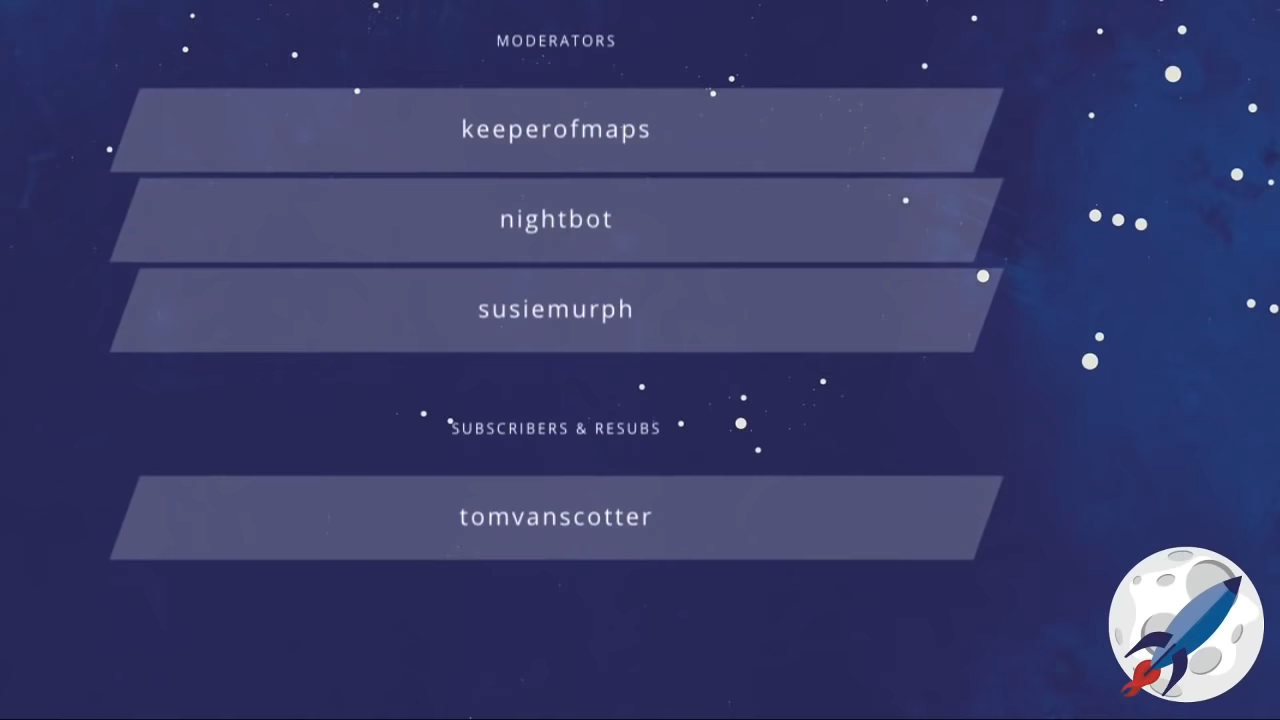 MODERATORS
keeperofmaps
nightbot
susiemurph
SUBSCRIBERS & RESUBS
tomvanscotter